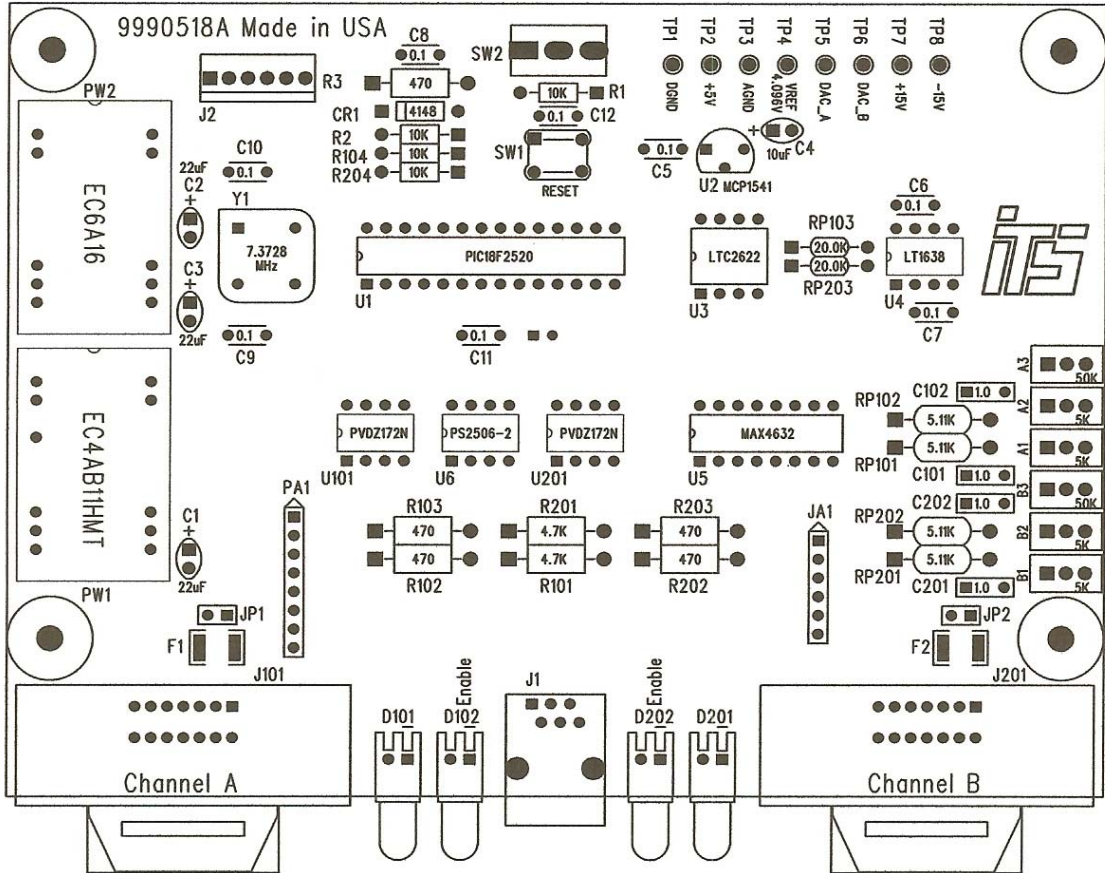 9990518A Made in USA
C8
0.1
470
R3
J2
CR1
4148
R2
10K
R104
10K
R204
10K
SW2
10K
R1
0.1
C12
SW1
RESET
TP1
TP2
TP3
TP4
TP5
TP6
TP7
TP8
DGND
+5V
AGND
VREF
4.096V
DAC_A
DAC_B
+15V
-15V
+
10uF
C4
0.1
C5
U2
MCP1541
PW2
EC6A16
22uF
C2
+
C3
+
22uF
C10
0.1
Y1
7.3728
MHz
0.1
C9
PIC18F2520
U1
0.1
C11
LTC2622
U3
RP103
20.0K
20.0K
RP203
C6
0.1
LT1638
U4
0.1
C7
iTS
EC4AB11HMT
PW1
C1
+
22uF
PVDZ172N
U101
PS2506-2
U6
PVDZ172N
U201
MAX4632
U5
RP102
5.11K
5.11K
RP101
C102
1.0
C101
1.0
C202
1.0
RP202
5.11K
5.11K
RP201
C201
1.0
A3
50K
A2
5K
A1
5K
B3
50K
B2
5K
B1
5K
PA1
R103
470
470
R102
R201
4.7K
4.7K
R101
R203
470
470
R202
JA1
JP1
F1
J101
JP2
F2
J201
Channel A
D101
D102
Enable
J1
Enable
D202
D201
Channel B